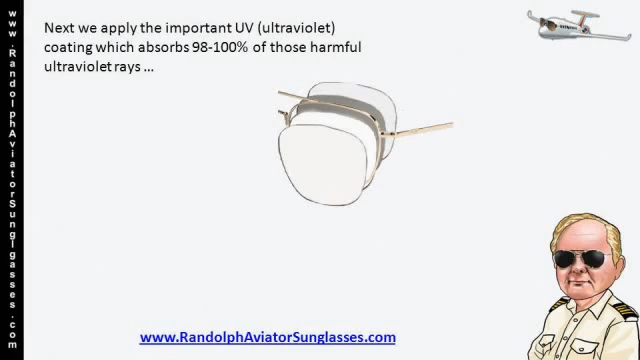 Next we apply the important UV (ultraviolet)
coating which absorbs 98-100% of those harmful
ultraviolet rays ...
www.RandolphAviatorSunglgasses.com
www.RandolphAviatorSunglasses.com